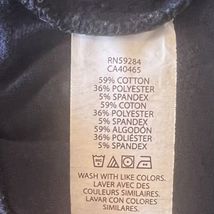 RN59284
CA40465
59% COTTON
36% POLYESTER
5% SPANDEX
59% COTON
36% POLYESTER
5% SPANDEX
59% ALGODÓN
36% POLIÉSTER
5% SPANDEX
WASH WITH LIKE COLORS.
LAVER AVEC DES
COULEURS SIMILAIRES.
LAVAR CON COLORES
SIMILARES.